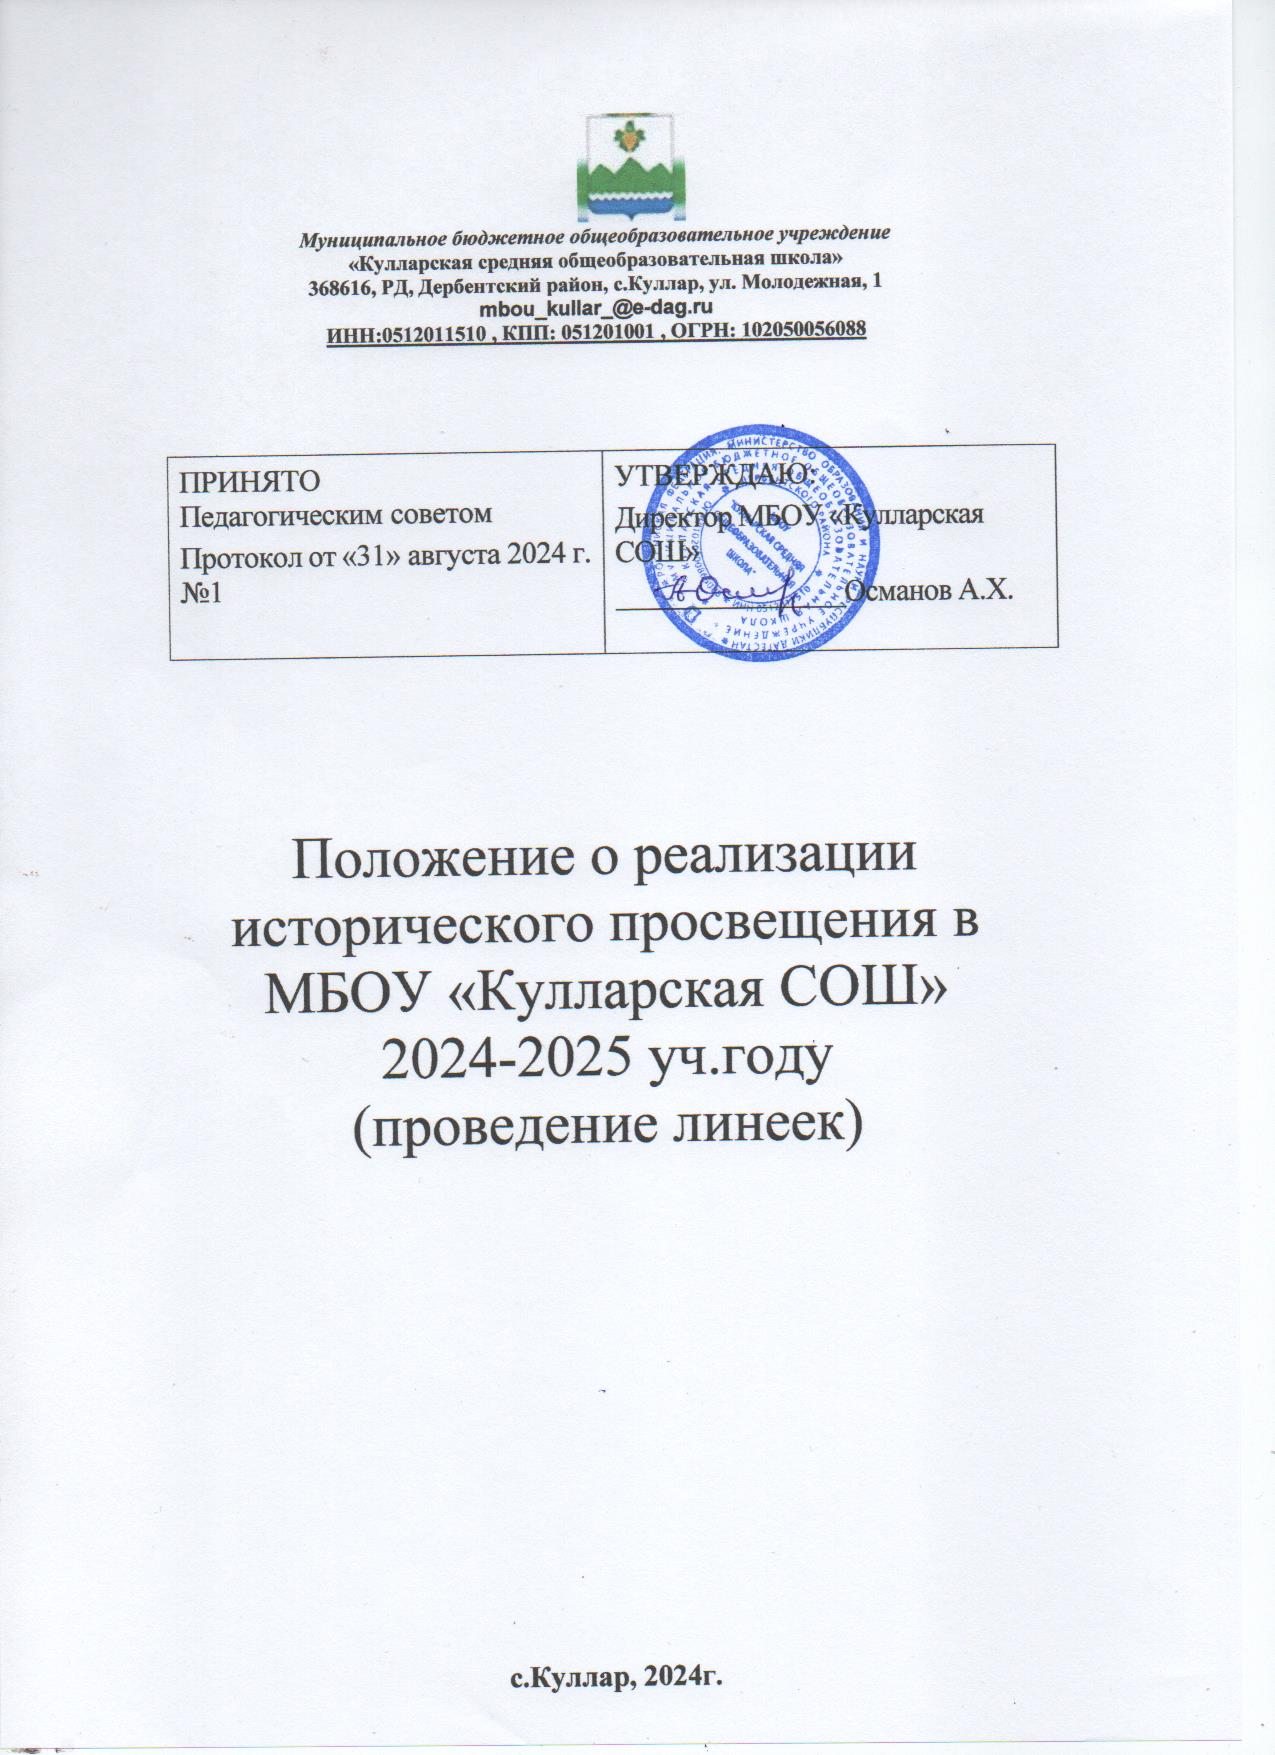 Муниципальное бюджетное общеобразовательное учреждение
«Кулларская средняя общеобразовательная школа»
368616, РД, Дербентский район, с.Куллар, ул. Молодежная, 1
mbou_kullar_@e-dag.ru
ИНН:0512011510 , КПП: 051201001 , ОГРН: 102050056088
ПРИНЯТО
Педагогическим советом
Протокол от «31» августа 2024 г.
№1
УТВЕРЖДАЮ:
Директор МБОУ «Кулларская
СОШ»
Османов А.Х.
Положение о реализации
исторического просвещения в
МБОУ «Кулларская СОШ»
2024-2025 уч.году
(проведение линеек)
с.Куллар, 2024г.